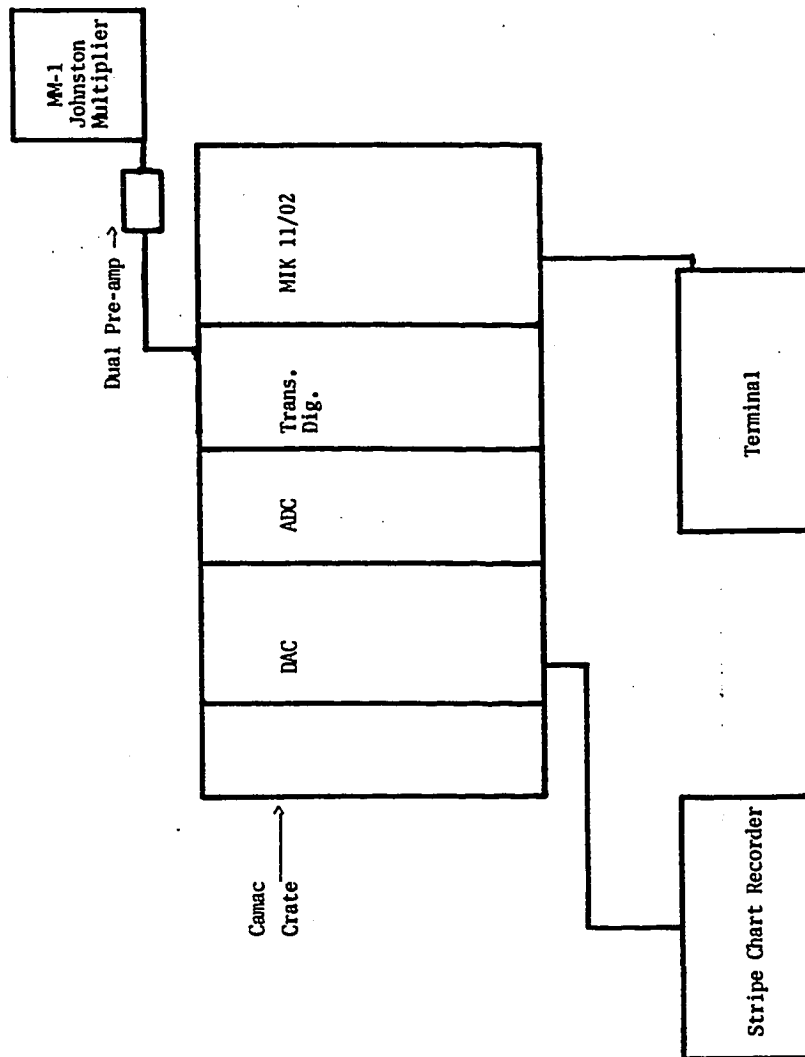 MM-1
Johnston
Multiplier
Dual Pre-amp →
MIK 11/02
Trans.
Dig.
ADC
DAC
Camac
Crate →
Terminal
Stripe Chart Recorder